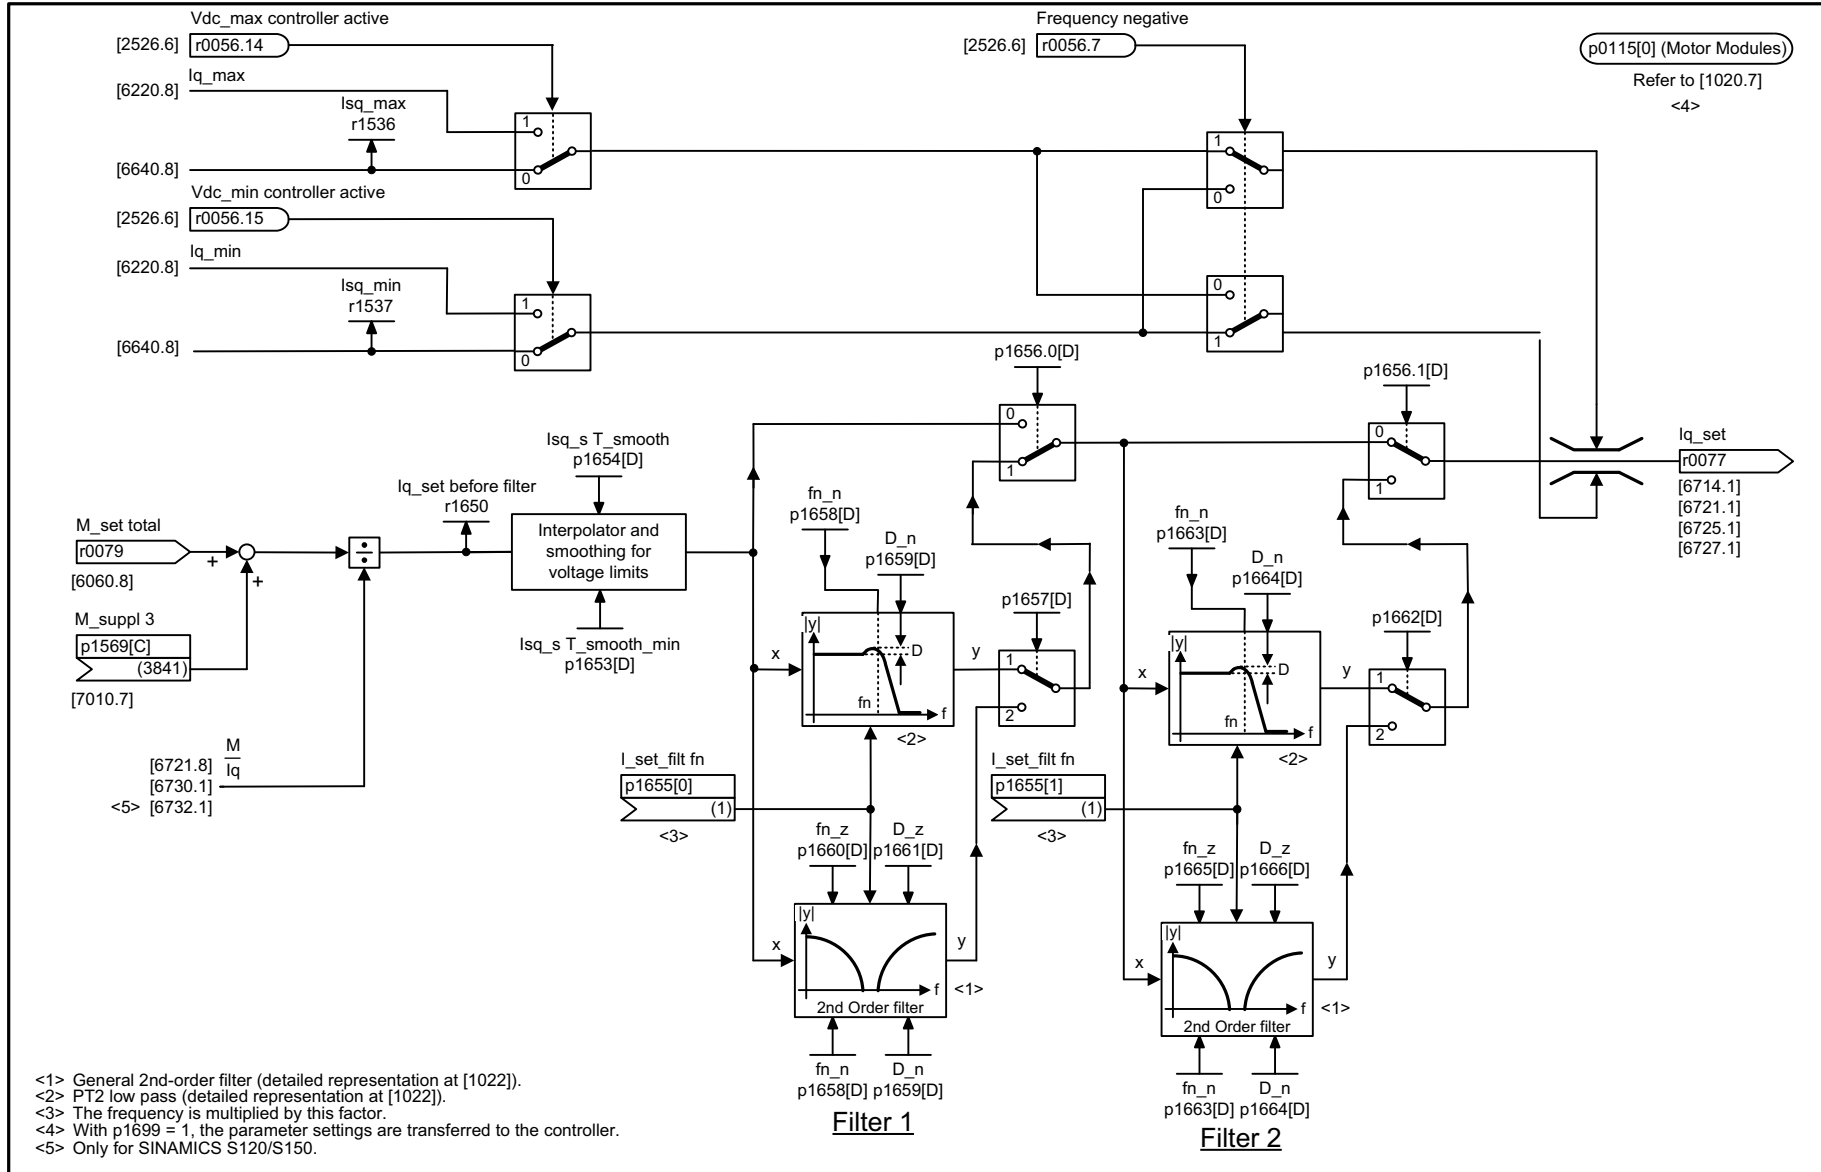 Vdc_max controller active
[2526.6] r0056.14
Iq_max
[6220.8]
Isq_max
r1536
[6640.8]
1
0
Vdc_min controller active
[2526.6] r0056.15
Iq_min
[6220.8]
Isq_min
r1537
[6640.8]
1
0
Frequency negative
[2526.6] r0056.7
1
0
0
1
p0115[0] (Motor Modules)
Refer to [1020.7]
<4>
p1656.0[D]
0
1
p1656.1[D]
0
1
Iq_set
r0077
[6714.1]
[6721.1]
[6725.1]
[6727.1]
M_set total
r0079
[6060.8]
+
+
M_suppl 3
p1569[C]
(3841)
[7010.7]
÷
Iq_set before filter
r1650
Isq_s T_smooth
p1654[D]
Interpolator and
smoothing for
voltage limits
Isq_s T_smooth_min
p1653[D]
M
Iq
[6721.8]
[6730.1]
<5> [6732.1]
fn_n
p1658[D]
D_n
p1659[D]
|y|
D
fn
f
x
y
<2>
p1657[D]
1
2
I_set_filt fn
p1655[0]
(1)
<3>
fn_z
p1660[D]
D_z
p1661[D]
|y|
f
x
y
2nd Order filter
<1>
fn_n
p1658[D]
D_n
p1659[D]
Filter 1
fn_n
p1663[D]
D_n
p1664[D]
|y|
D
fn
f
x
y
<2>
p1662[D]
1
2
I_set_filt fn
p1655[1]
(1)
<3>
fn_z
p1665[D]
D_z
p1666[D]
|y|
f
x
y
2nd Order filter
<1>
fn_n
p1663[D]
D_n
p1664[D]
Filter 2
<1> General 2nd-order filter (detailed representation at [1022]).
<2> PT2 low pass (detailed representation at [1022]).
<3> The frequency is multiplied by this factor.
<4> With p1699 = 1, the parameter settings are transferred to the controller.
<5> Only for SINAMICS S120/S150.